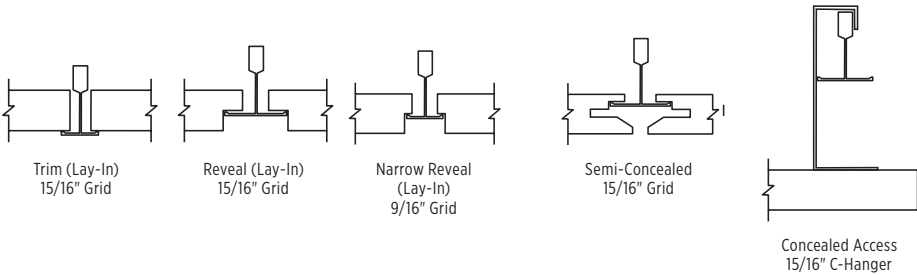 Trim (Lay-In)
15/16" Grid
Reveal (Lay-In)
15/16" Grid
Narrow Reveal
(Lay-In)
9/16" Grid
Semi-Concealed
15/16" Grid
Concealed Access
15/16" C-Hanger